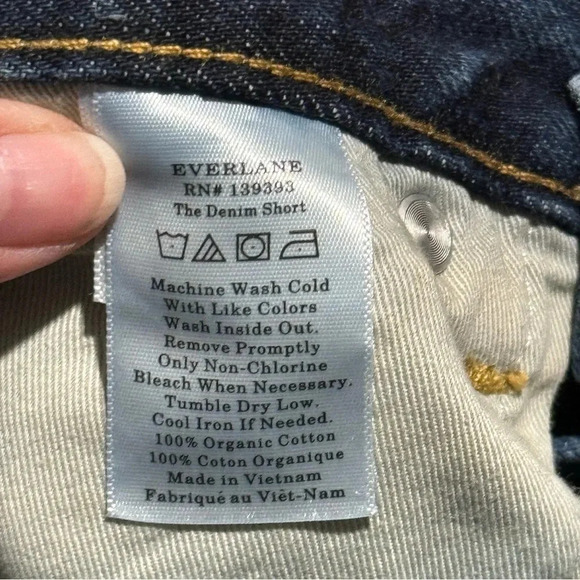 EVERLANE
RN# 139393
The Denim Short
Machine Wash Cold
With Like Colors
Wash Inside Out.
Remove Promptly
Only Non-Chlorine
Bleach When Necessary.
Tumble Dry Low.
Cool Iron If Needed.
100% Organic Cotton
100% Coton Organique
Made in Vietnam
Fabriqué au Viêt-Nam